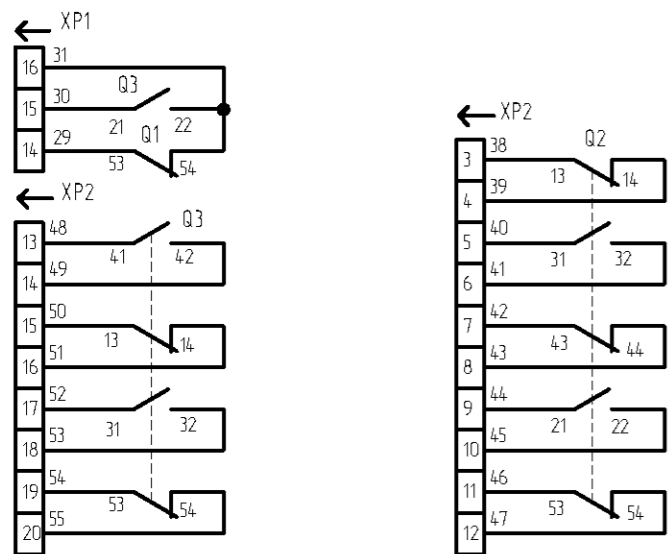 XP1
16 31
15 30 21 Q3 22
14 29 53 Q1 54
XP2
13 48 41 Q3 42
14 49
15 50 13 14
16 51
17 52 31 32
18 53
19 54 53 54
20 55
XP2
3 38 13 Q2 14
4 39
5 40 31 32
6 41
7 42 43 44
8 43
9 44 21 22
10 45
11 46 53 54
12 47